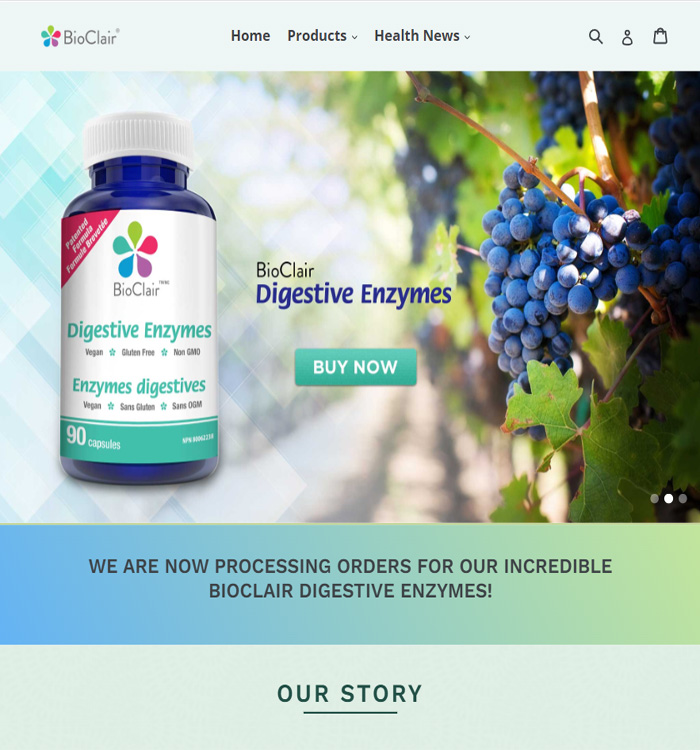 BioClair®
Home Products Health News
Patented
Formula
Formule Brevetée
BioClair
Digestive Enzymes
Vegan ☆ Gluten Free ☆ Non GMO
Enzymes digestives
Vegan ☆ Sans Gluten ☆ Sans OGM
90 capsules
BioClair
Digestive Enzymes
BUY NOW
WE ARE NOW PROCESSING ORDERS FOR OUR INCREDIBLE
BIOCLAIR DIGESTIVE ENZYMES!
OUR STORY